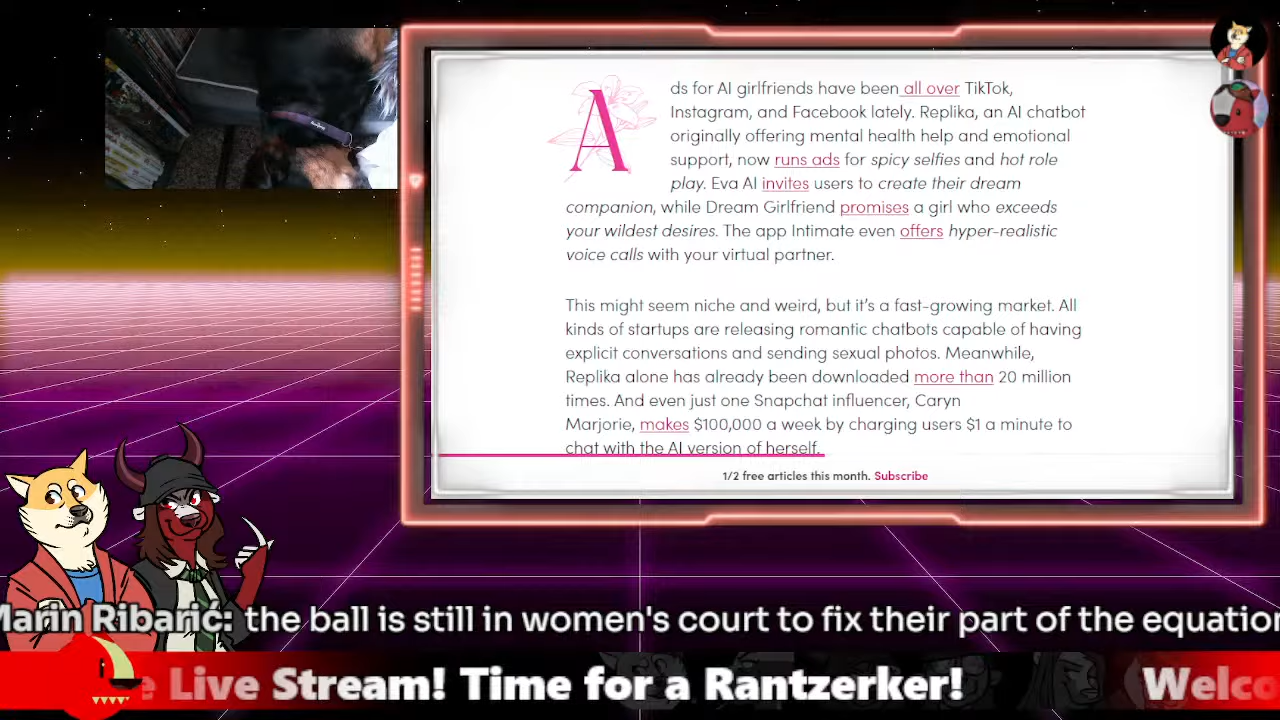 Ads for AI girlfriends have been all over TikTok,
Instagram, and Facebook lately. Replika, an AI chatbot
originally offering mental health help and emotional
support, now runs ads for spicy selfies and hot role
play. Eva AI invites users to create their dream
companion, while Dream Girlfriend promises a girl who exceeds
your wildest desires. The app Intimate even offers hyper-realistic
voice calls with your virtual partner.
This might seem niche and weird, but it's a fast-growing market. All
kinds of startups are releasing romantic chatbots capable of having
explicit conversations and sending sexual photos. Meanwhile,
Replika alone has already been downloaded more than 20 million
times. And even just one Snapchat influencer, Caryn
Marjorie, makes $100,000 a week by charging users $1 a minute to
chat with the AI version of herself.
1/2 free articles this month. Subscribe
Marin Ribarić: the ball is still in women's court to fix their part of the equation
e Live Stream! Time for a Rantzerker! Welco